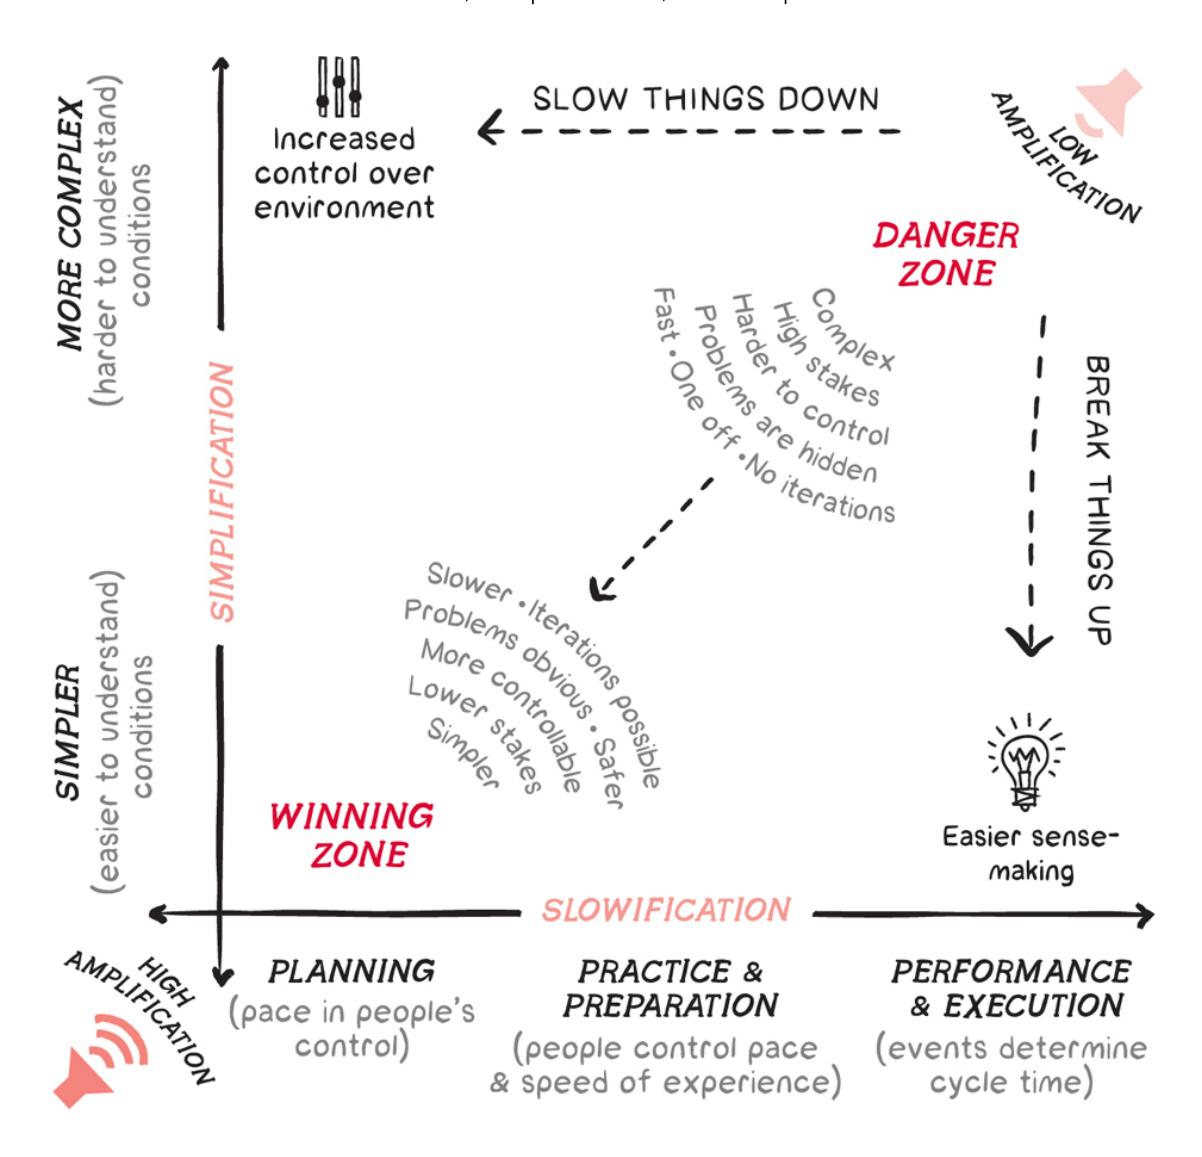 SLOW THINGS DOWN
Increased
control over
environment
LOW
AMPLIFICATION
MORE COMPLEX
(harder to understand)
conditions
DANGER
ZONE
Complex
High stakes
Harder to control
Problems are hidden
Fast • One off • No iterations
BREAK THINGS UP
SIMPLIFICATION
Slower • Iterations possible
Problems obvious • Safer
More controllable
Lower stakes
Simpler
SIMPLER
(easier to understand)
conditions
WINNING
ZONE
Easier sense-
making
SLOWIFICATION
HIGH
AMPLIFICATION
PLANNING
(pace in people's
control)
PRACTICE &
PREPARATION
(people control pace
& speed of experience)
PERFORMANCE
& EXECUTION
(events determine
cycle time)